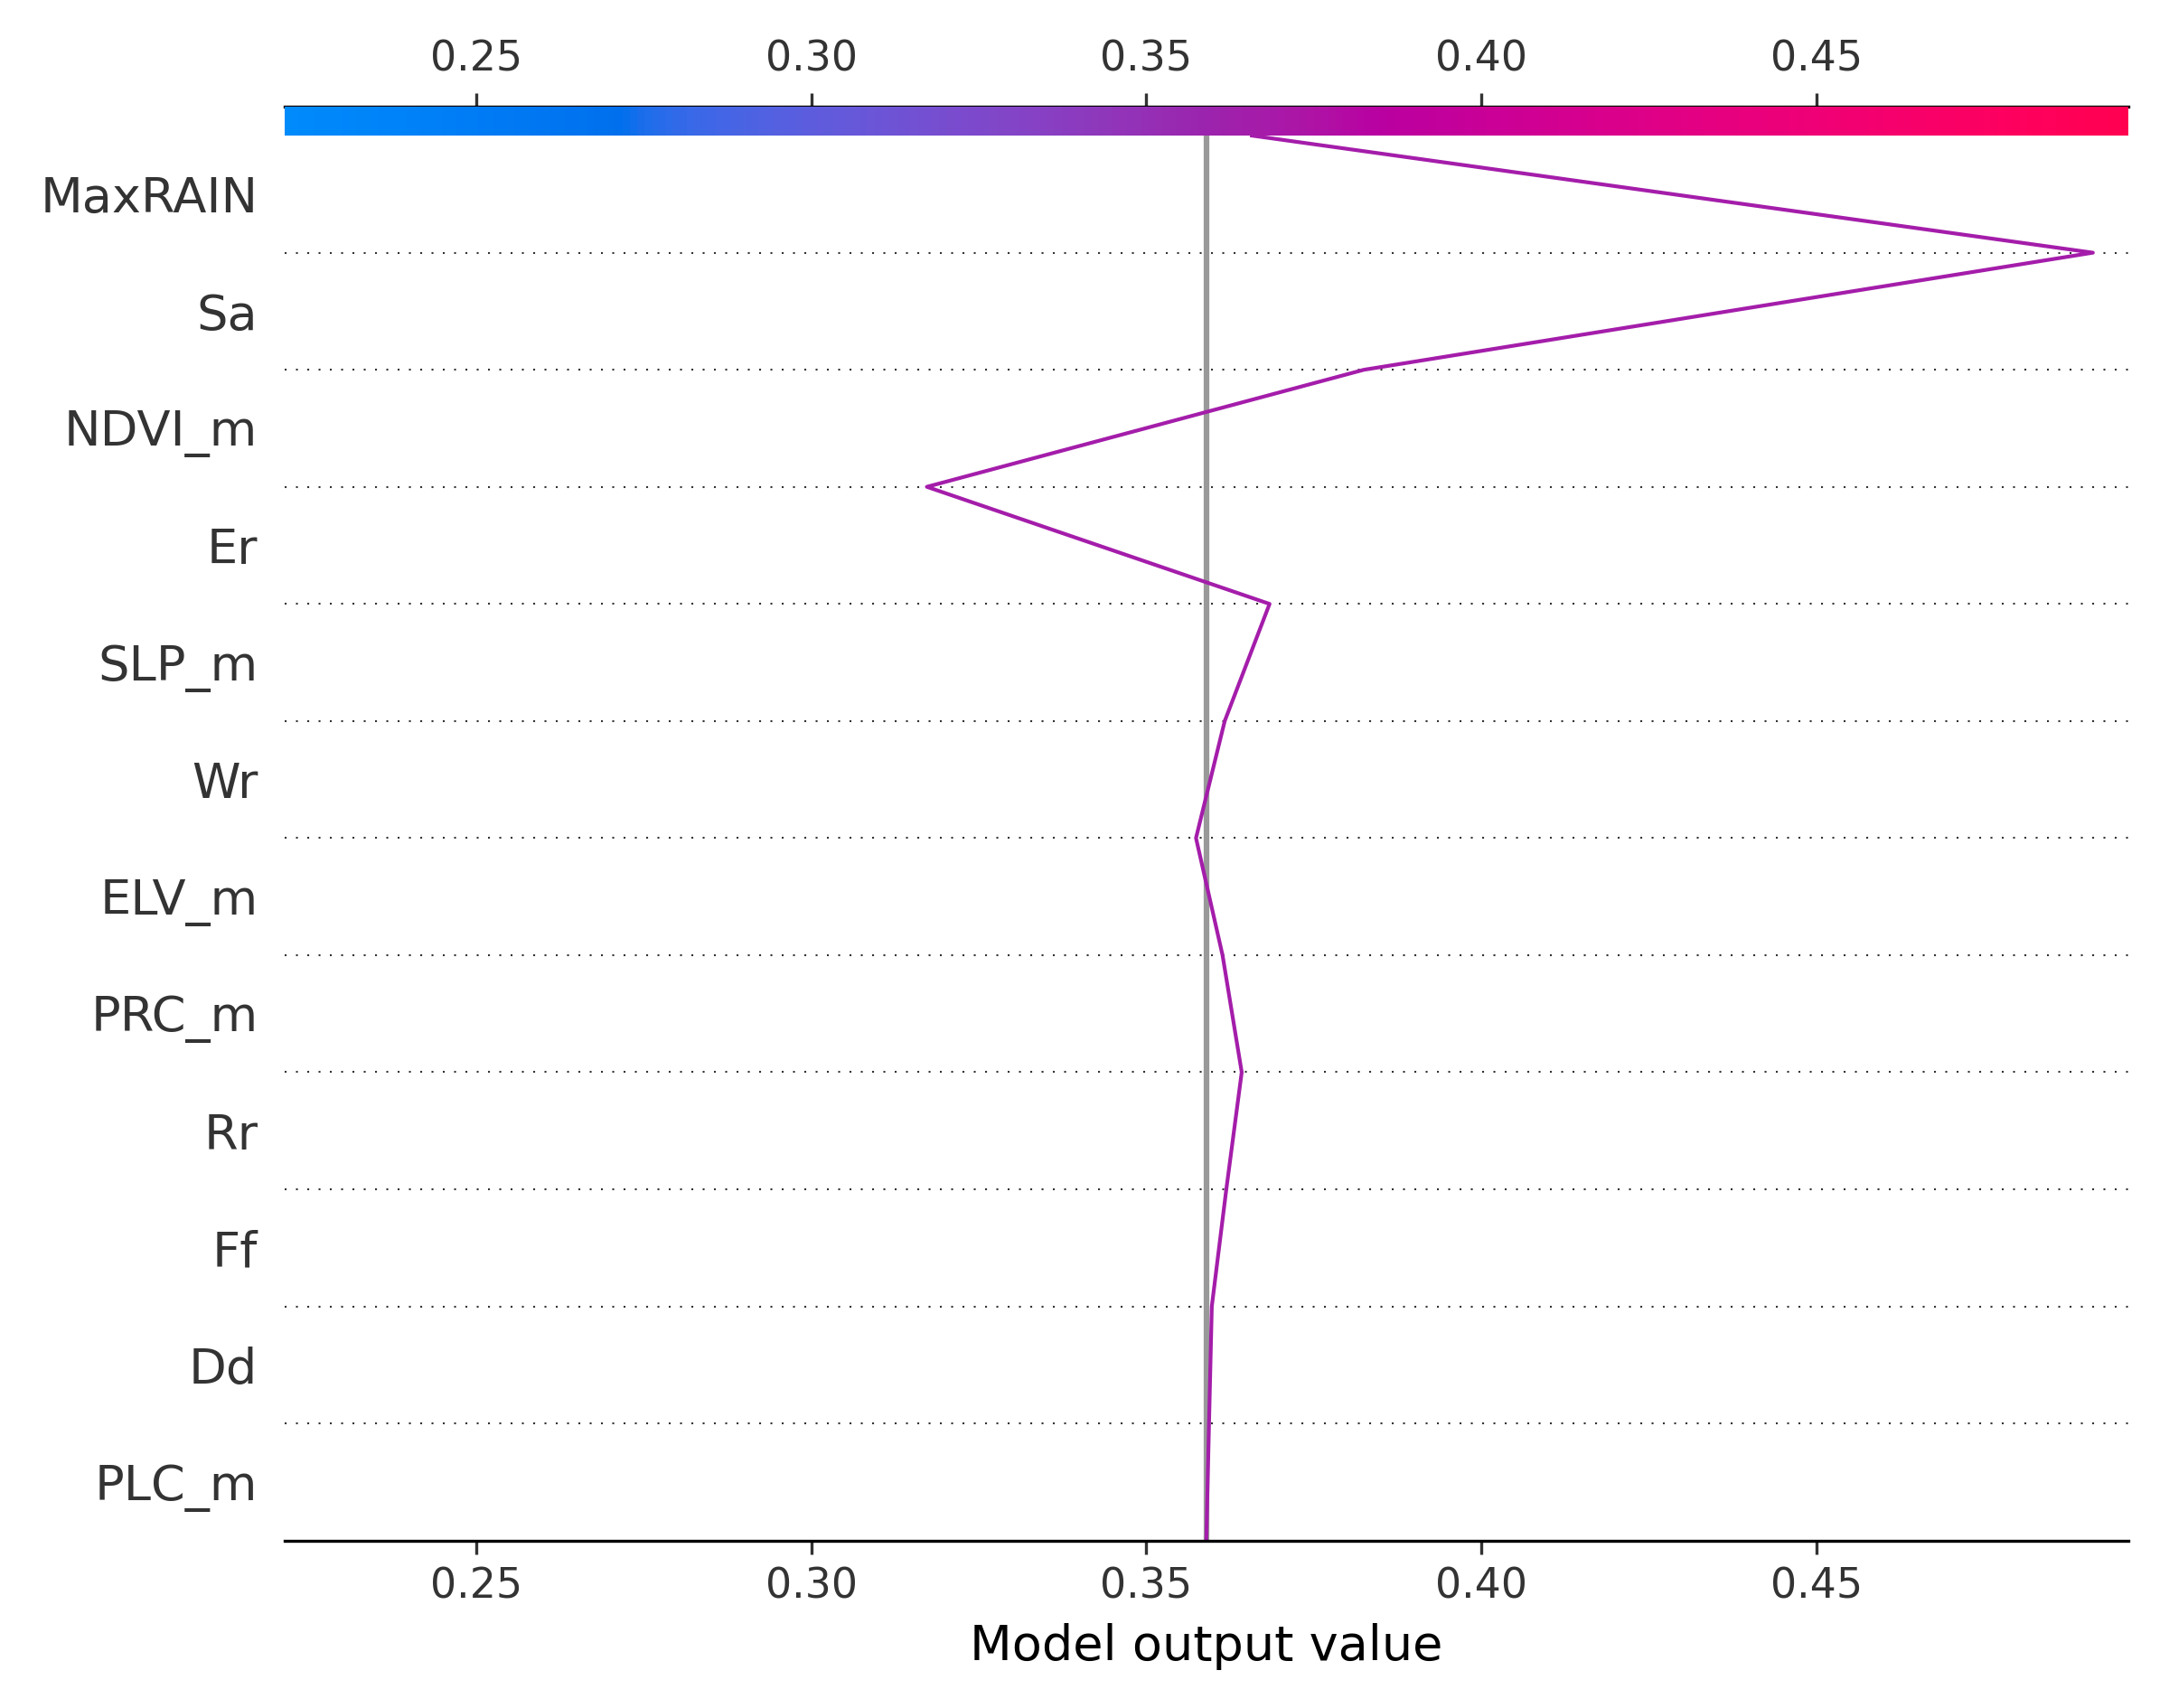 0.25 0.30 0.35 0.40 0.45
MaxRAIN
Sa
NDVI_m
Er
SLP_m
Wr
ELV_m
PRC_m
Rr
Ff
Dd
PLC_m
0.25 0.30 0.35 0.40 0.45
Model output value